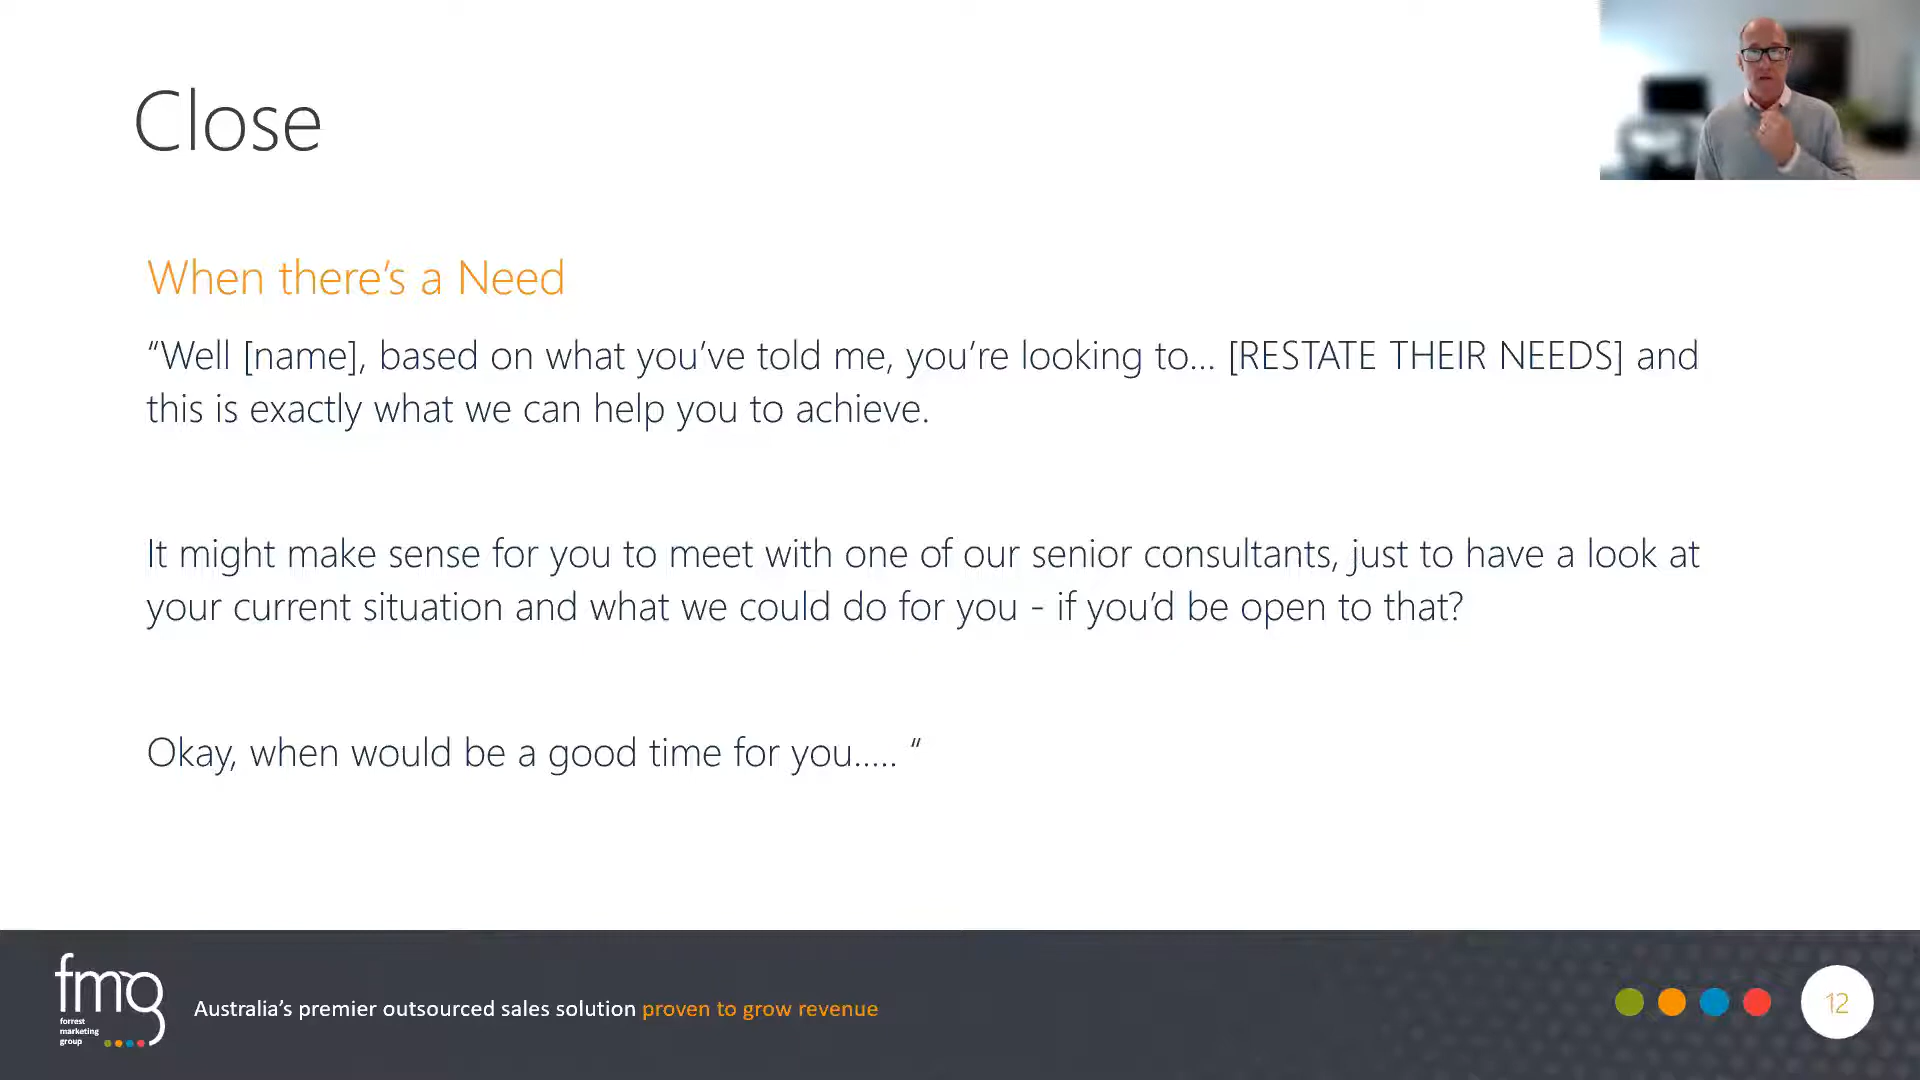 Close
When there’s a Need
“Well [name], based on what you’ve told me, you’re looking to... [RESTATE THEIR NEEDS] and
this is exactly what we can help you to achieve.
It might make sense for you to meet with one of our senior consultants, just to have a look at
your current situation and what we could do for you - if you’d be open to that?
Okay, when would be a good time for you..... “
fmg
forrest
marketing
group
Australia’s premier outsourced sales solution proven to grow revenue
12